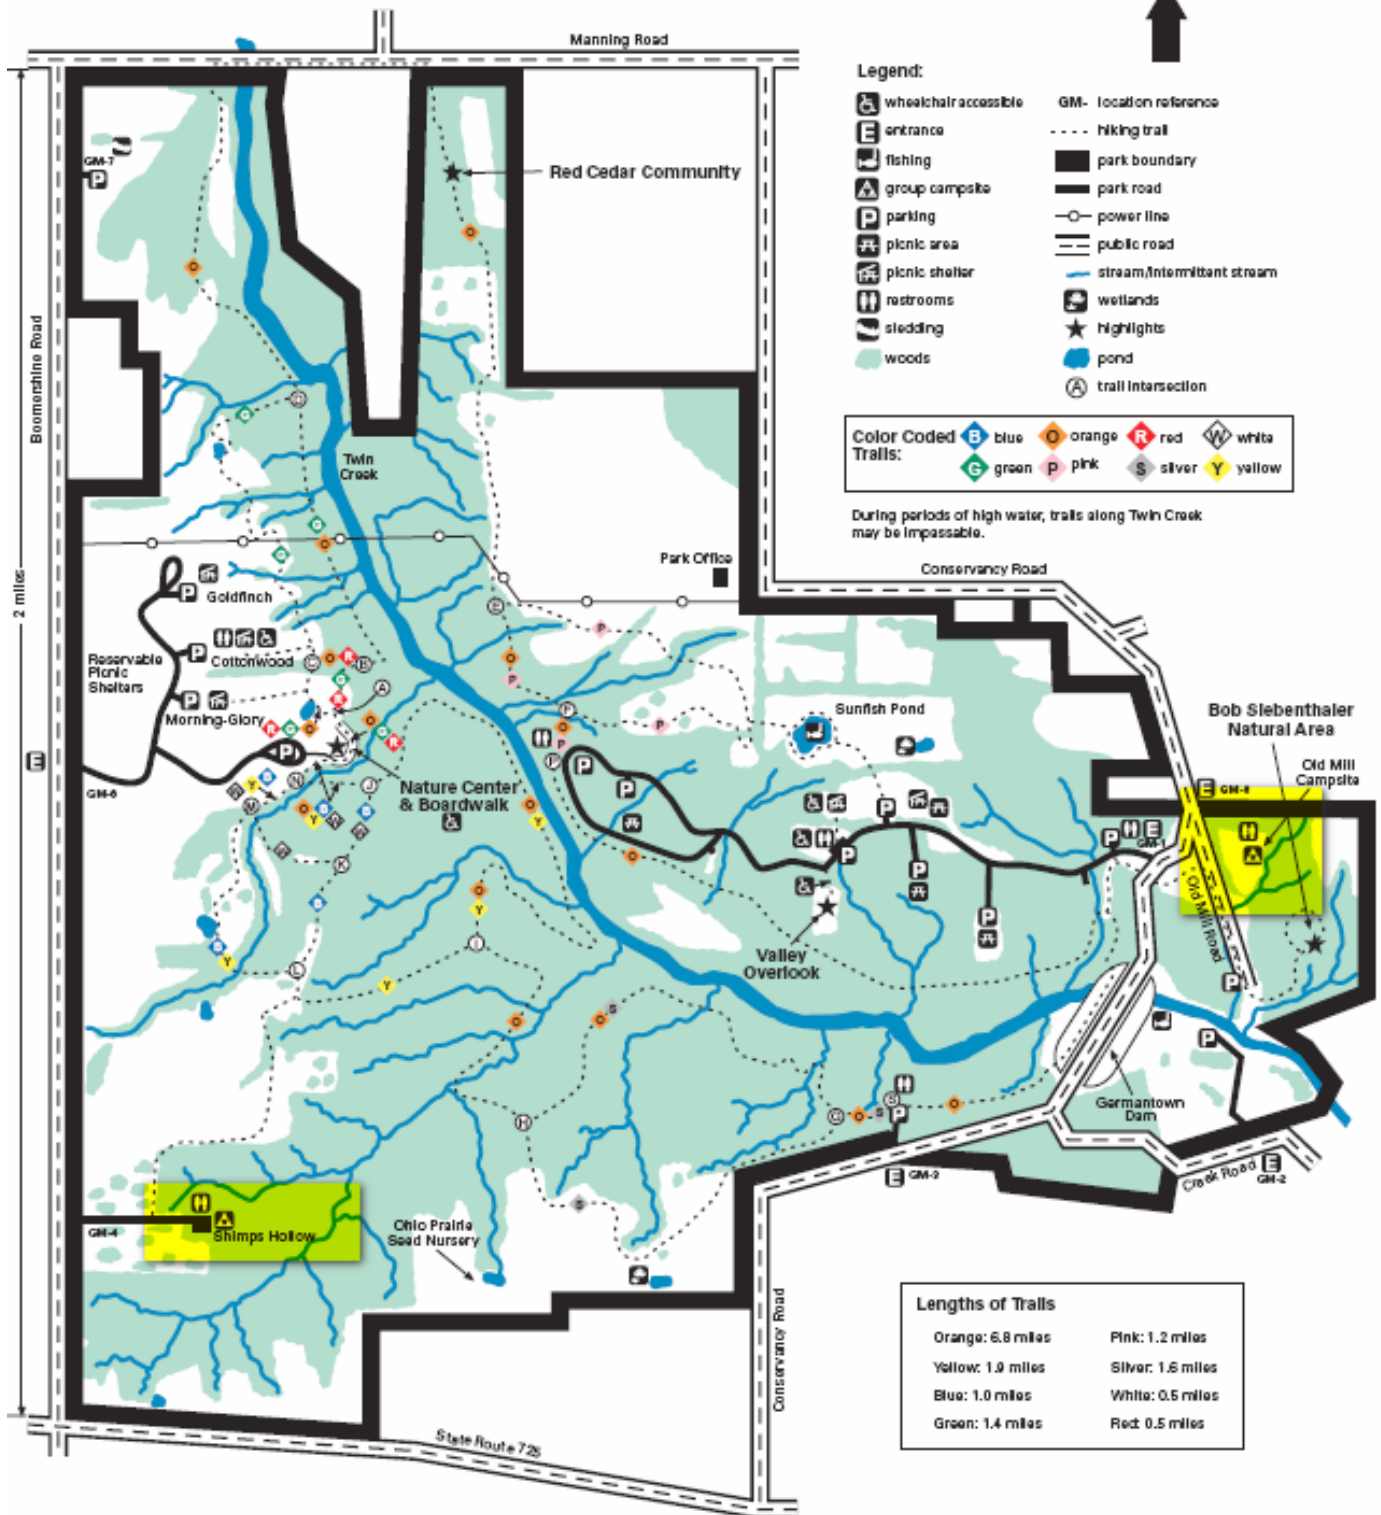 Manning Road
Legend:
wheelchair accessible
entrance
fishing
group campsite
parking
picnic area
picnic shelter
restrooms
sledding
woods
GM- location reference
hiking trail
park boundary
park road
power line
public road
stream/intermittent stream
wetlands
highlights
pond
A trail intersection
Color Coded
Trails:
B blue
O orange
R red
W white
G green
P pink
S silver
Y yellow
During periods of high water, trails along Twin Creek
may be impassable.
GM-7
P
Red Cedar Community
O
O
Boomershine Road
2 miles
D
G
Twin
Creek
G
O
G
Park Office
Conservancy Road
E
P
Goldfinch
P
Cottonwood
Reservable
Picnic
Shelters
P
Morning-Glory
C
O
R
B
G
R
A
R
G
O
O
G
R
P
O
P
F
O
P
P
P
P
Sunfish Pond
Bob Siebenthaler
Natural Area
Old Mill
Campsite
E
GM-6
P
Nature Center
& Boardwalk
W
Y
B
N
M
J
O
B
Y
W
B
W
W
K
O
Y
O
P
P
P
P
P
P
E
GM-1
E
Old Mill Road
B
O
Y
I
Valley
Overlook
B
Y
L
Y
O
O
S
P
P
Germantown
Dam
H
G
O
S
S
P
O
E
GM-3
Creek Road
E
GM-2
S
GM-4
Shimps Hollow
Ohio Prairie
Seed Nursery
Conservancy Road
State Route 725
Lengths of Trails
Orange: 6.8 miles
Pink: 1.2 miles
Yellow: 1.9 miles
Silver: 1.6 miles
Blue: 1.0 miles
White: 0.5 miles
Green: 1.4 miles
Red: 0.5 miles